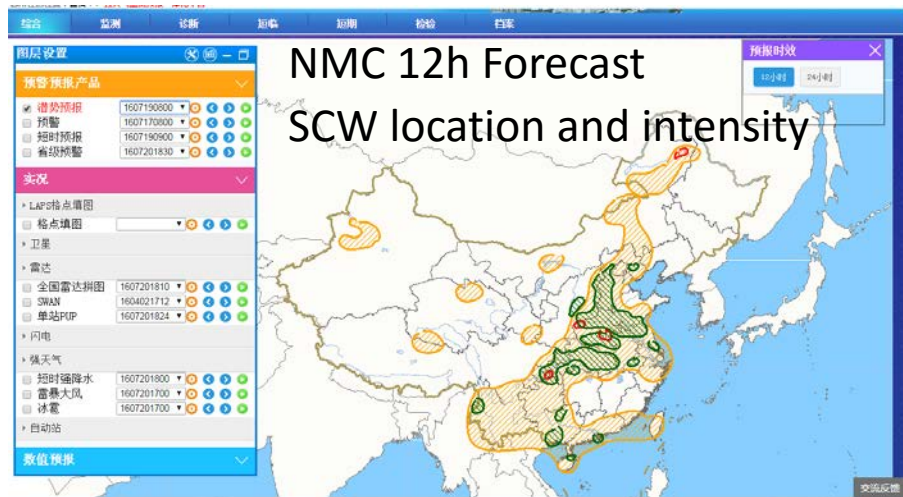 综合 监测 诊断 短临 短期 检验 档案
图层设置
NMC 12h Forecast
SCW location and intensity
预报时效
12小时 24小时
预警预报产品
潜势预报 1607190800
预警 1607170800
短时预报 1607190900
省级预警 1607201830
实况
LAPS格点填图
格点填图
卫星
雷达
全国雷达拼图 1607201810
SWAN 1604021712
单站PUP 1607201824
闪电
强天气
短时强降水 1607201800
雷暴大风 1607201700
冰雹 1607201700
自动站
数值预报
交流反馈